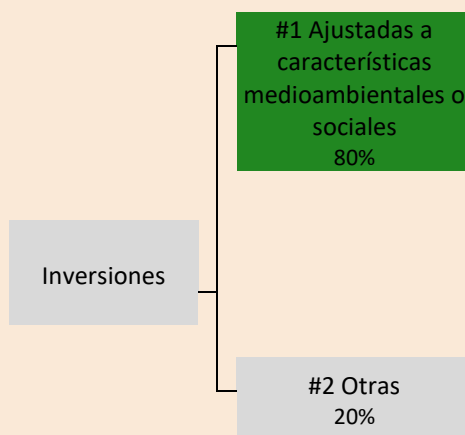 #1 Ajustadas a
características
medioambientales o
sociales
80%
Inversiones
#2 Otras
20%